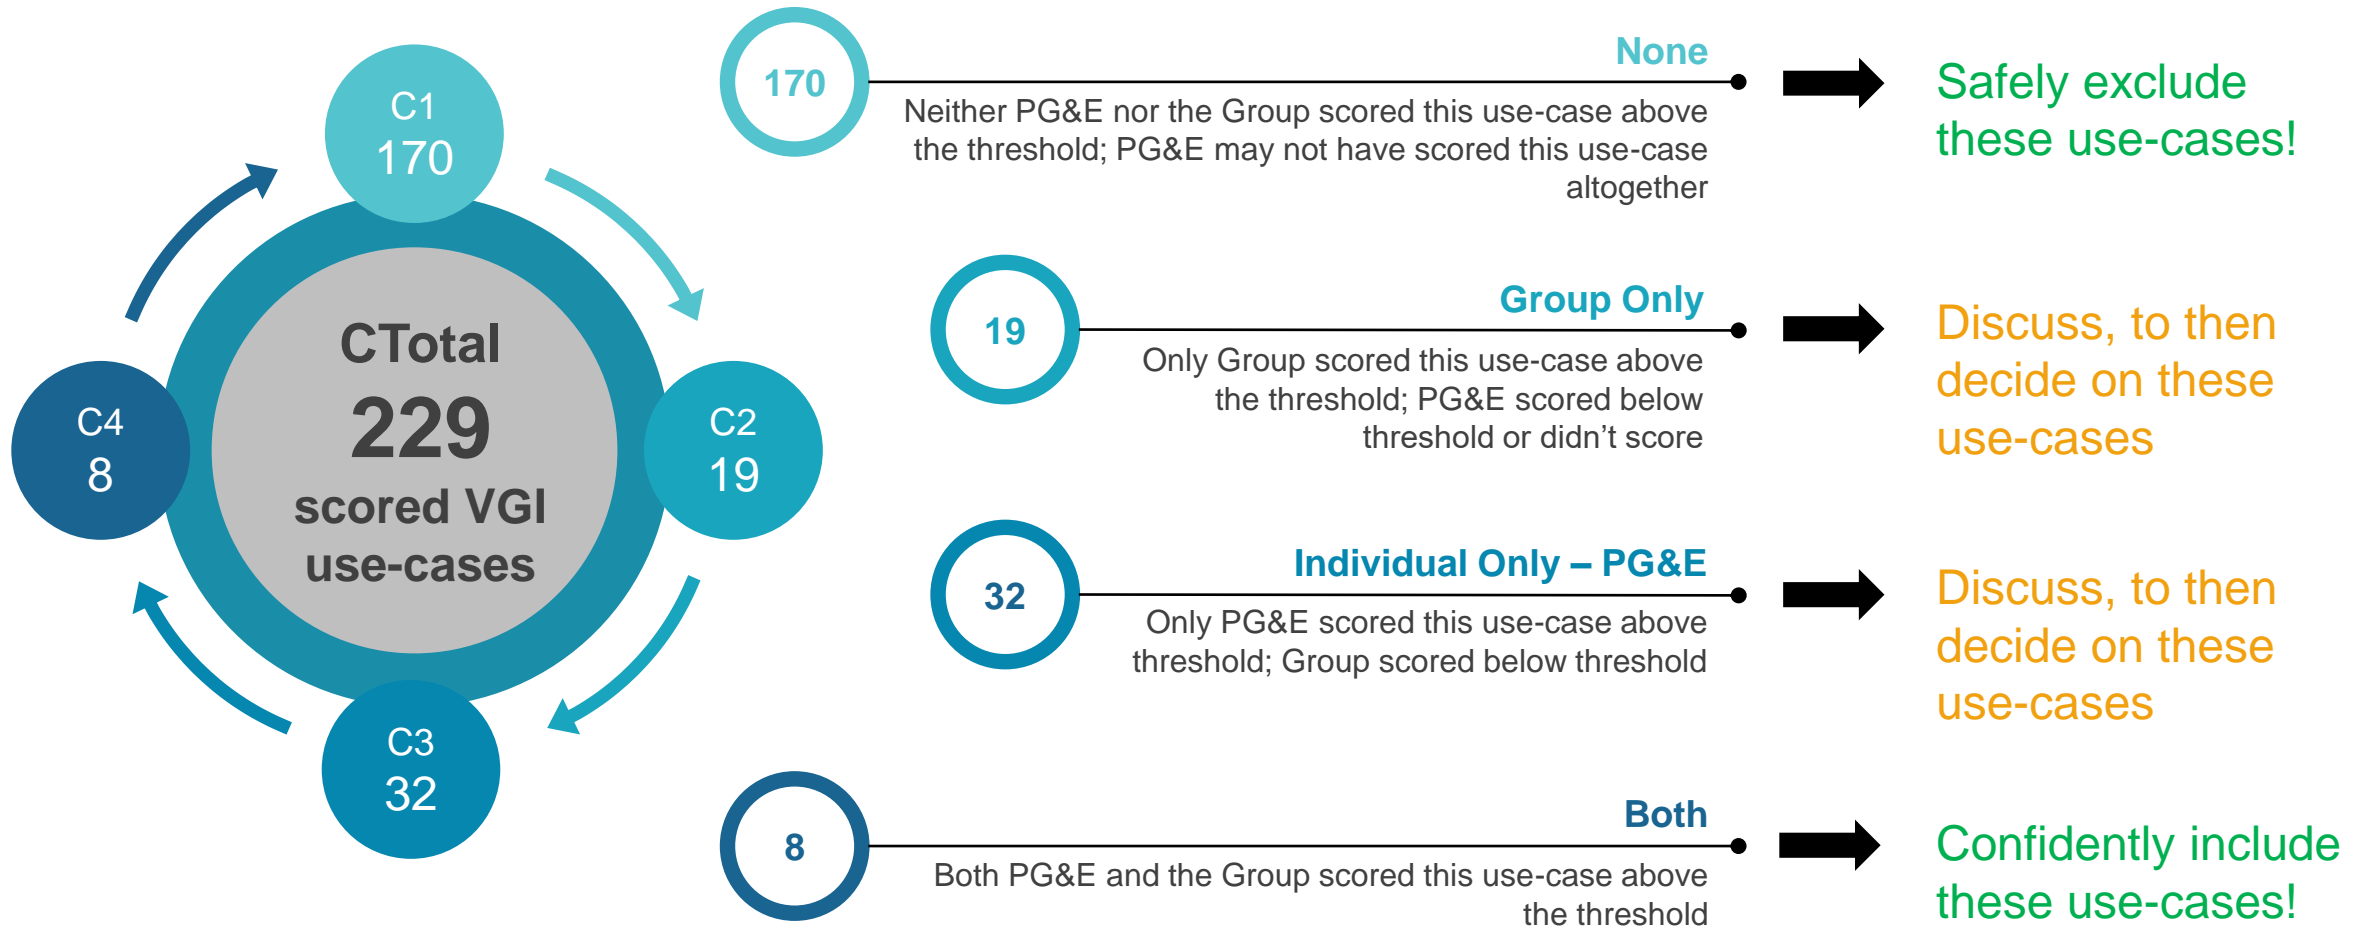 C1
170
C2
19
C3
32
C4
8
CTotal
229
scored VGI
use-cases
170
None
Neither PG&E nor the Group scored this use-case above
the threshold; PG&E may not have scored this use-case
altogether
Safely exclude
these use-cases!
19
Group Only
Only Group scored this use-case above
the threshold; PG&E scored below
threshold or didn’t score
Discuss, to then
decide on these
use-cases
32
Individual Only – PG&E
Only PG&E scored this use-case above
threshold; Group scored below threshold
Discuss, to then
decide on these
use-cases
8
Both
Both PG&E and the Group scored this use-case above
the threshold
Confidently include
these use-cases!